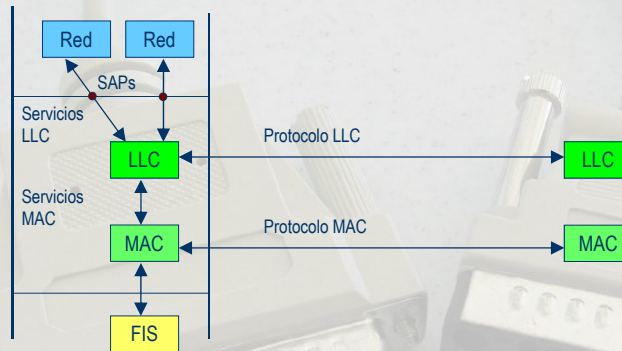 Red
Red
SAPs
Servicios
LLC
Protocolo LLC
LLC
LLC
Servicios
MAC
Protocolo MAC
MAC
MAC
FIS